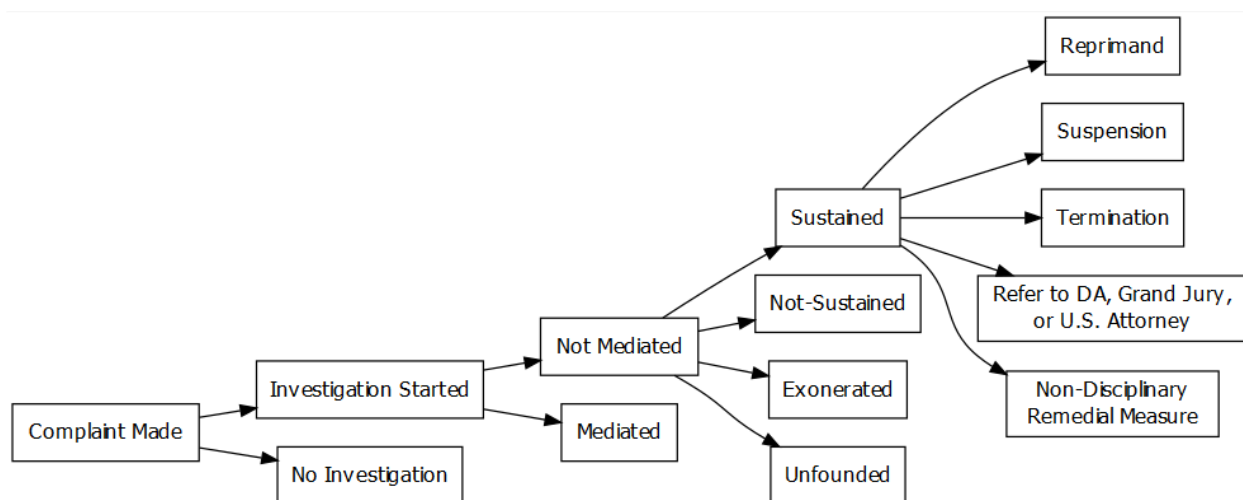 Reprimand
Suspension
Sustained
Termination
Not-Sustained
Refer to DA, Grand Jury,
or U.S. Attorney
Not Mediated
Investigation Started
Exonerated
Non-Disciplinary
Remedial Measure
Complaint Made
Mediated
No Investigation
Unfounded